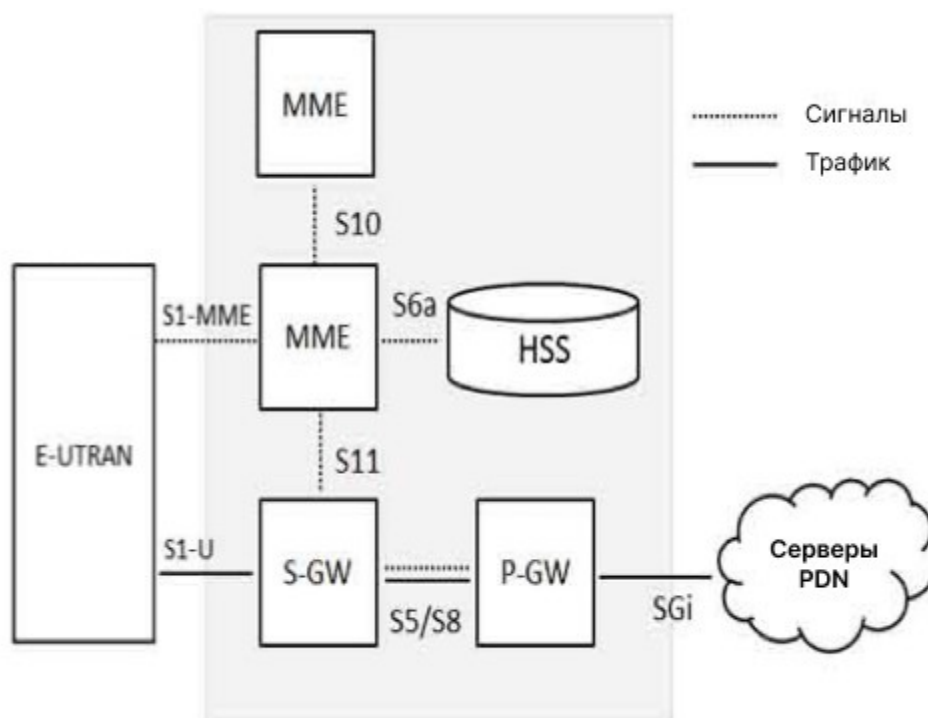 MME
Сигналы
Трафик
S10
S1-MME
MME
S6a
HSS
E-UTRAN
S11
S1-U
S-GW
S5/S8
P-GW
SGi
Серверы
PDN